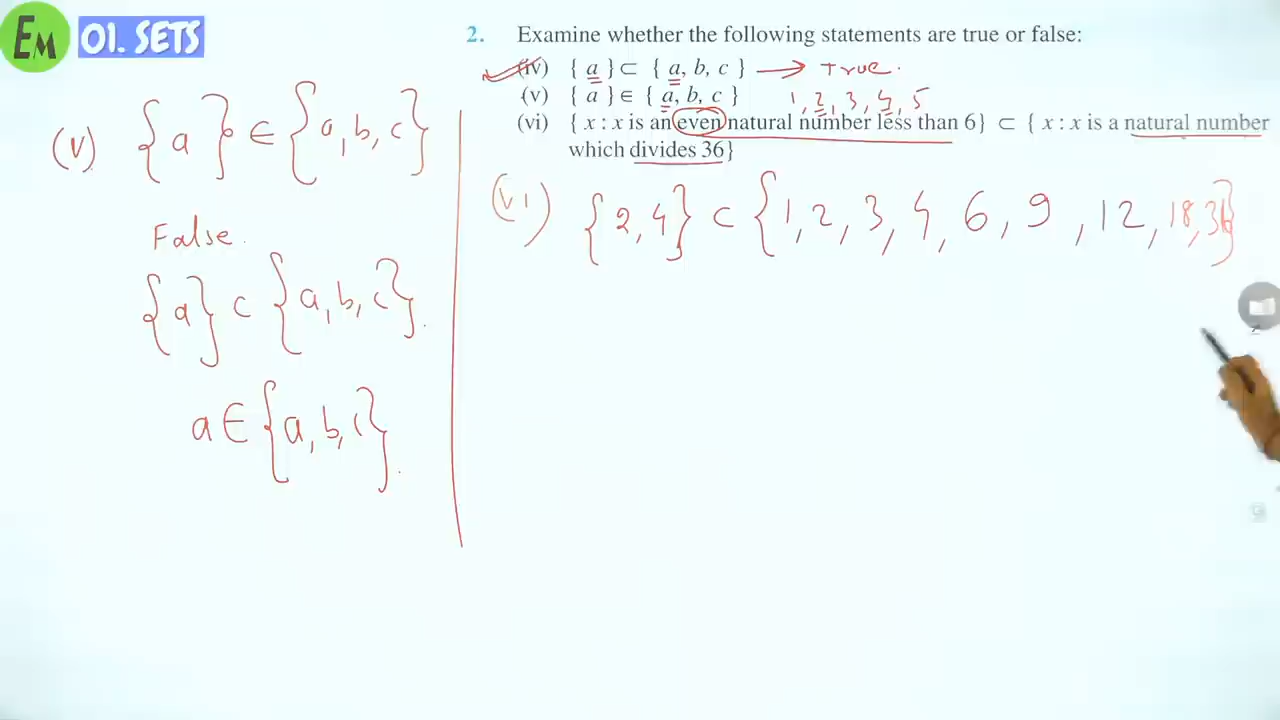 EM 01. SETS
2. Examine whether the following statements are true or false:
(iv) { a } ⊂ { a, b, c } → True.
(v) { a } ∈ { a, b, c } 1, 2, 3, 4, 5
(vi) { x : x is an even natural number less than 6} ⊂ { x : x is a natural number
which divides 36}
(v) {a} ∈ {a, b, c}
False.
{a} ⊂ {a, b, c}.
a ∈ {a, b, c}.
(vi) {2, 4} ⊂ {1, 2, 3, 4, 6, 9, 12, 18, 36}